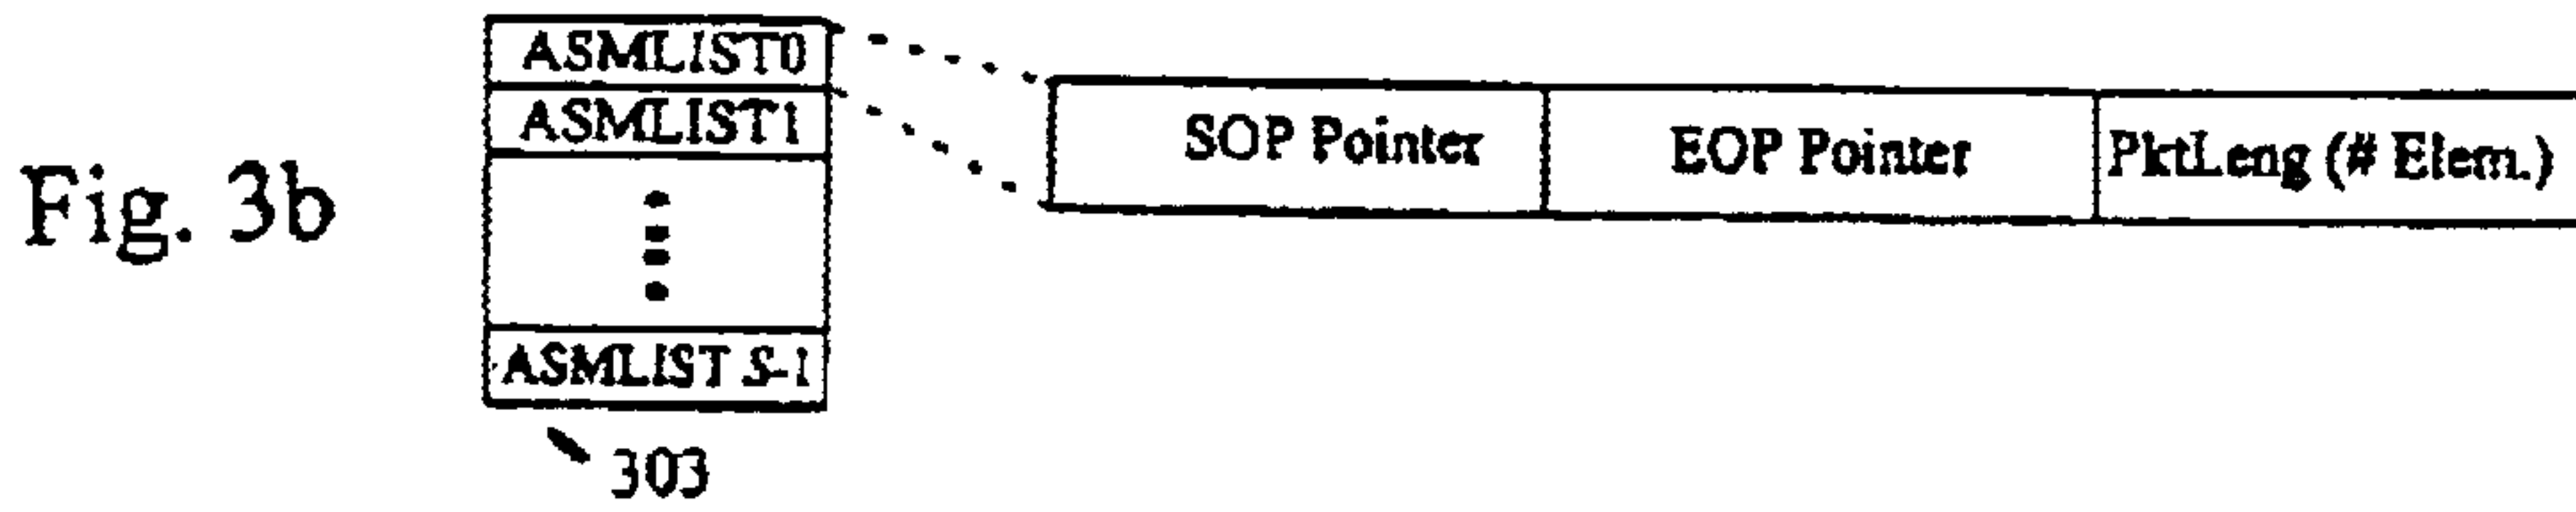 Fig. 3b
ASMLIST0
ASMLIST1
ASMLIST S-1
303
SOP Pointer
EOP Pointer
PktLeng (# Elem.)